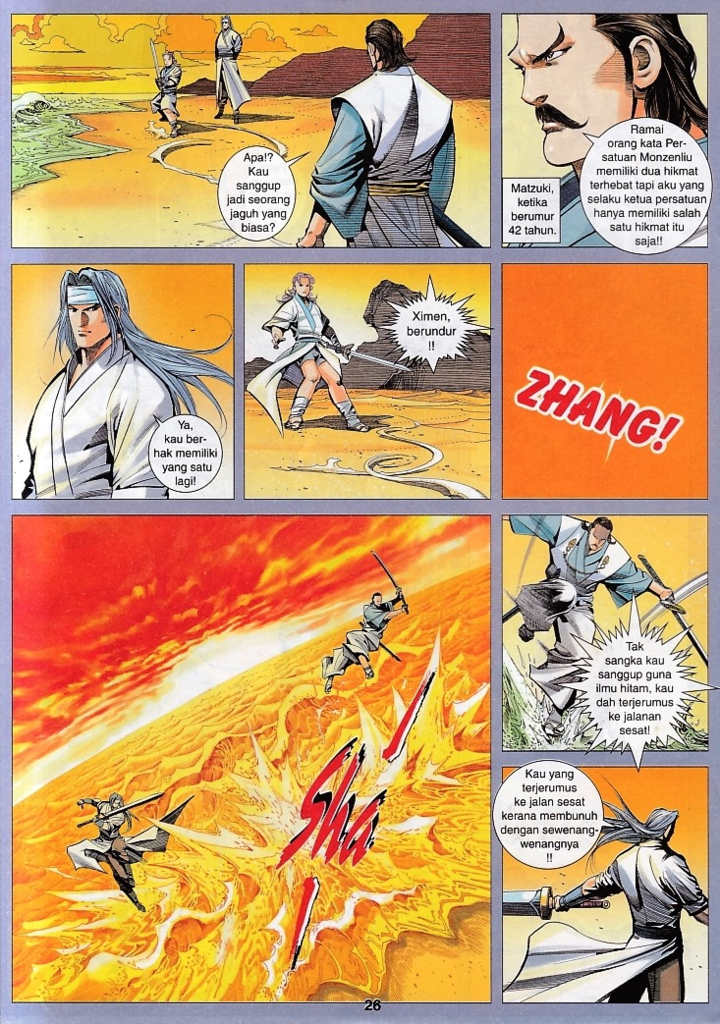 Apa!?
Kau
sanggup
jadi seorang
jaguh yang
biasa?
Matzuki,
ketika
berumur
42 tahun.
Ramai
orang kata Per-
satuan Monzenliu
memiliki dua hikmat
terhebat tapi aku yang
selaku ketua persatuan
hanya memiliki salah
satu hikmat itu
saja!!
Ya,
kau ber-
hak memiliki
yang satu
lagi!
Ximen,
berundur
!!
ZHANG!
Sha
Tak
sangka kau
sanggup guna
ilmu hitam, kau
dah terjerumus
ke jalanan
sesat!
Kau yang
terjerumus
ke jalan sesat
kerana membunuh
dengan sewenang-
wenangnya
!!
26